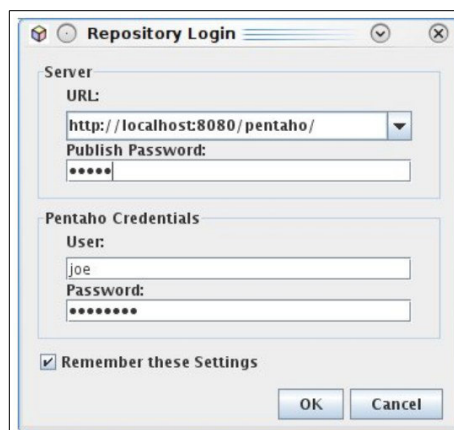 Repository Login
Server
URL:
http://localhost:8080/pentaho/
Publish Password:
•••••
Pentaho Credentials
User:
joe
Password:
••••••••
Remember these Settings
OK Cancel